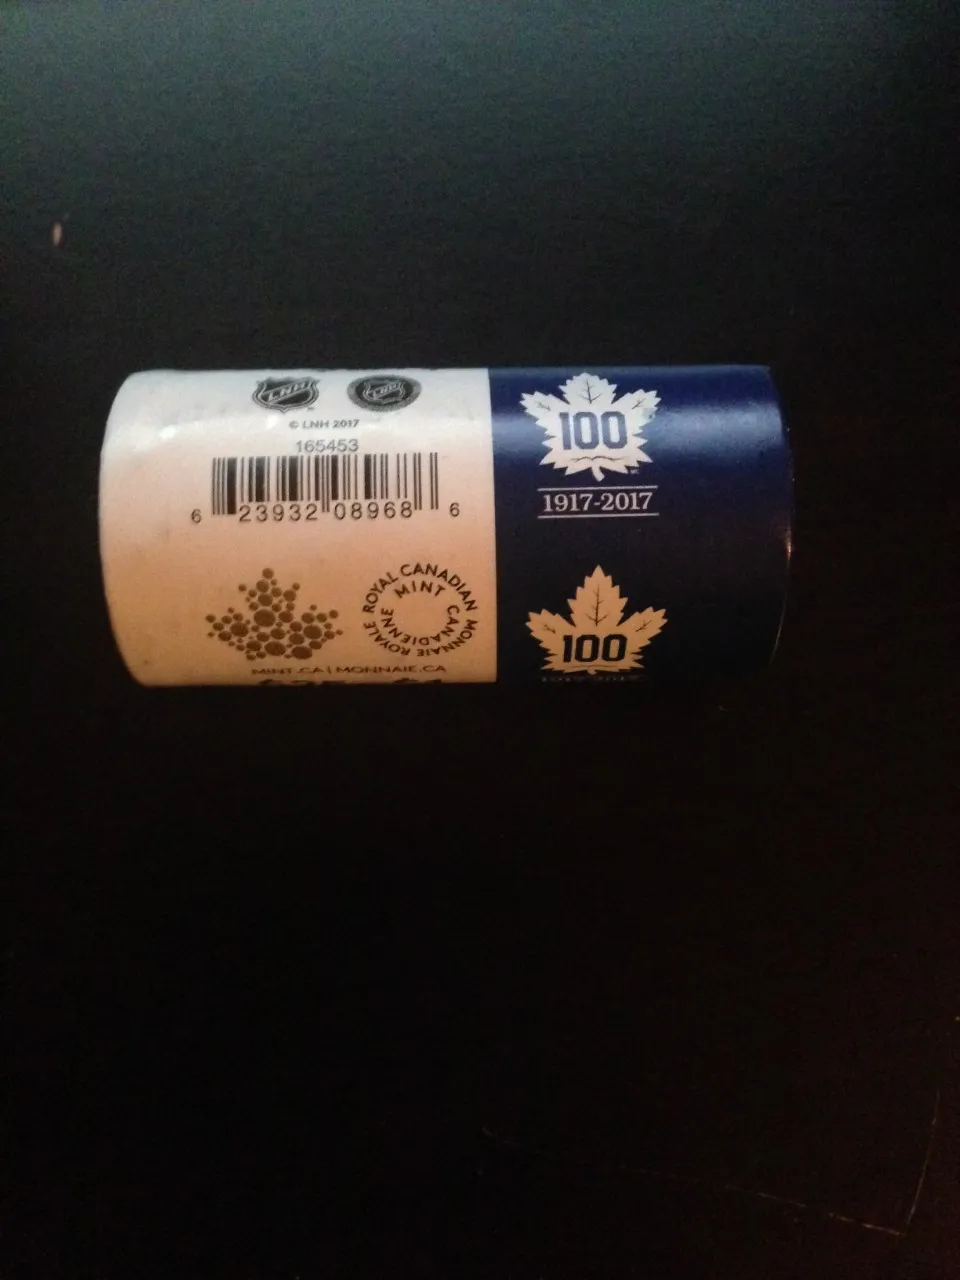 LNH
LNH
© LNH 2017
165453
6 23932 08968 6
ROYAL CANADIAN MINT
MONNAIE ROYALE CANADIENNE
MINT.CA | MONNAIE.CA
100
1917-2017
100